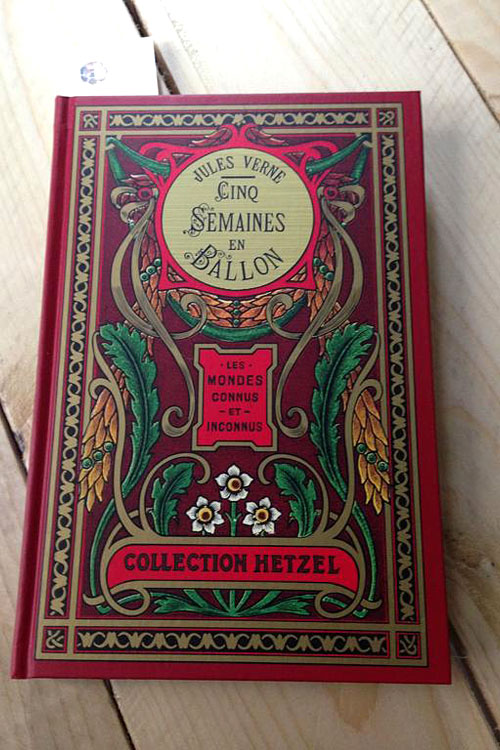 JULES VERNE
CINQ
SEMAINES
EN
BALLON
· LES ·
MONDES
CONNUS
- ET -
INCONNUS
COLLECTION HETZEL